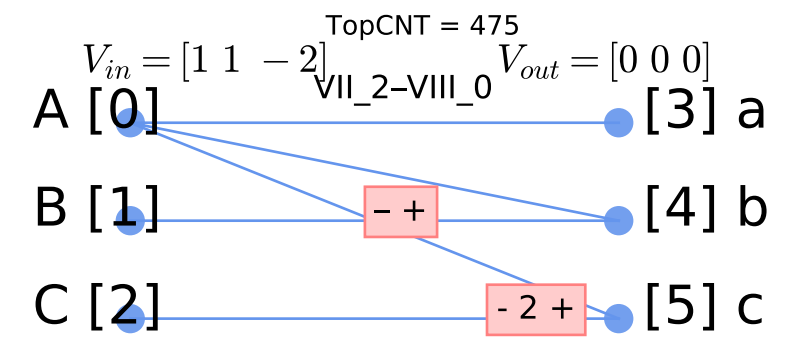 TopCNT = 475
V_in = [1 1 − 2] V_out = [0 0 0]
VII_2–VIII_0
A [0] [3] a
B [1] – + [4] b
C [2] - 2 + [5] c